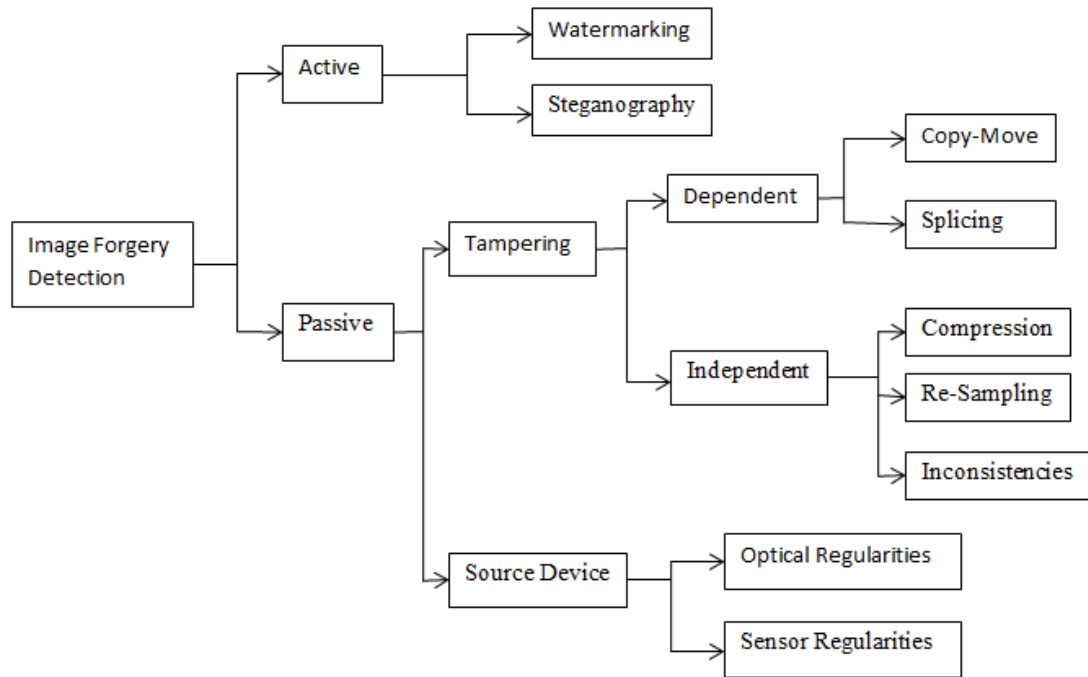 Watermarking
Active
Steganography
Copy-Move
Dependent
Splicing
Image Forgery
Detection
Tampering
Passive
Compression
Independent
Re-Sampling
Inconsistencies
Optical Regularities
Source Device
Sensor Regularities